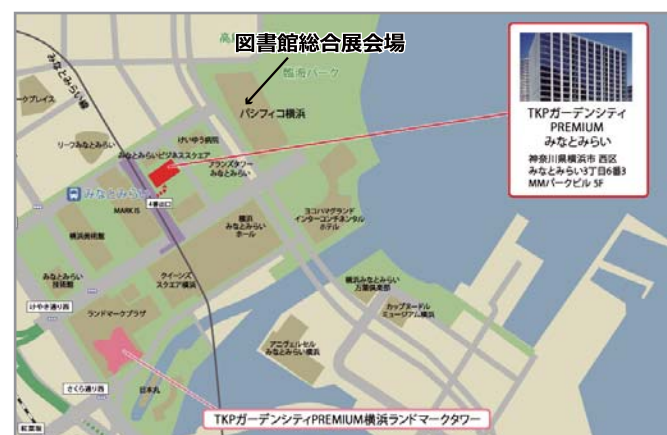 図書館総合展会場
臨港パーク
パシフィコ横浜
みなとみらい線
けいゆう病院
リーフみなとみらい
みなとみらいビジネススクエア
ブランズタワー
みなとみらい
みなとみらい
4番出口
MARK IS
横浜美術館
横浜
みなとみらい
ホール
ヨコハマグランド
インターコンチネンタル
ホテル
みなとみらい
技術館
クイーンズ
スクエア横浜
けやき通り西
ランドマークプラザ
横浜みなとみらい
万葉倶楽部
カップヌードル
ミュージアム横浜
アニヴェルセル
みなとみらい横浜
さくら通り西
日本丸
紅葉坂
TKPガーデンシティPREMIUM横浜ランドマークタワー
TKPガーデンシティ
PREMIUM
みなとみらい
神奈川県横浜市 西区
みなとみらい3丁目6番3
MMパークビル 5F